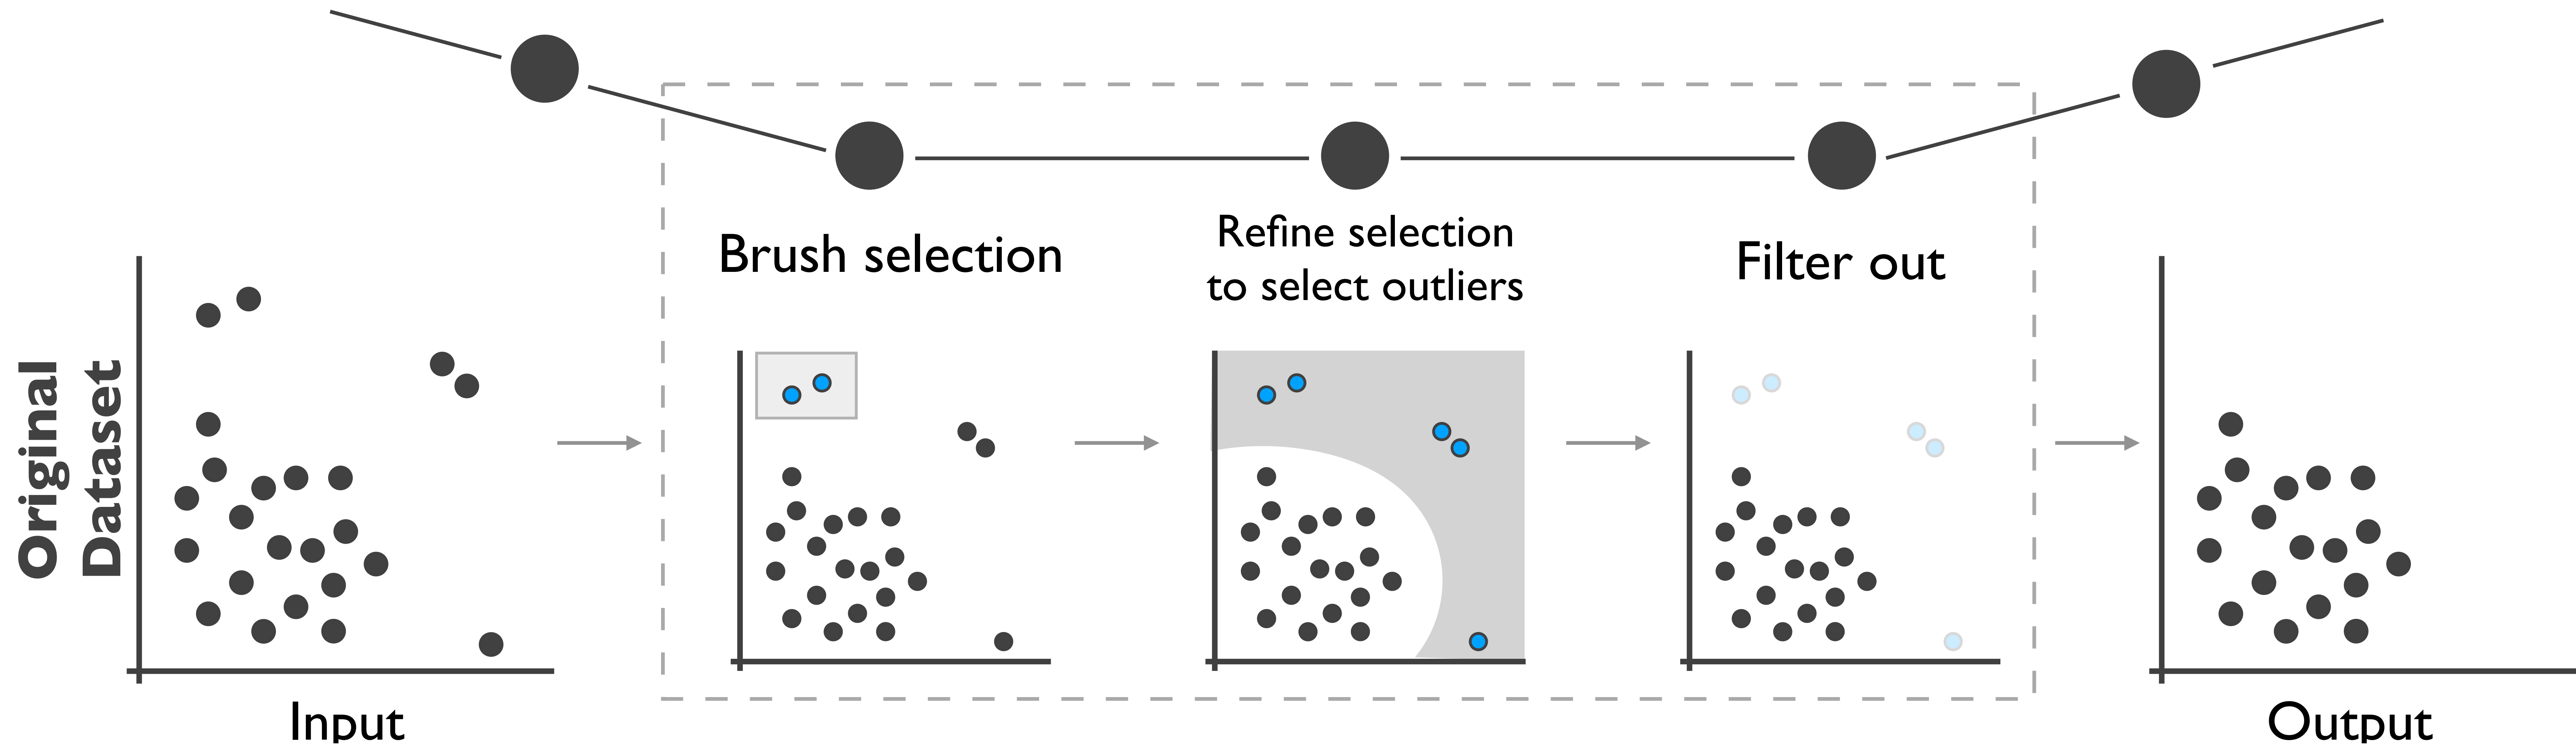 Original
Dataset
Input
Brush selection
Refine selection
to select outliers
Filter out
Output